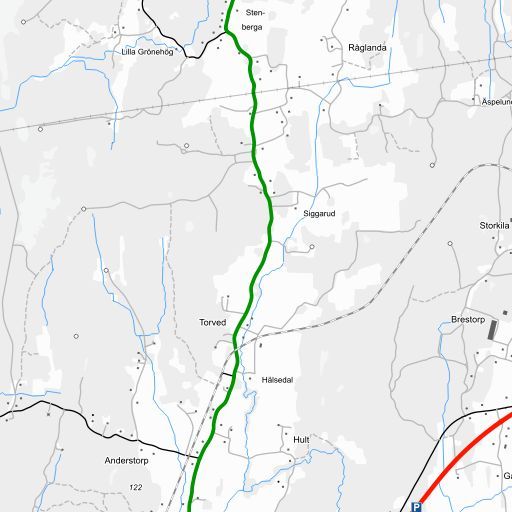 Sten-
berga
Lilla Grönehög
Råglanda
Äspelund
Siggarud
Storkila
Torved
Brestorp
Hälsedal
Hult
Anderstorp
122
P